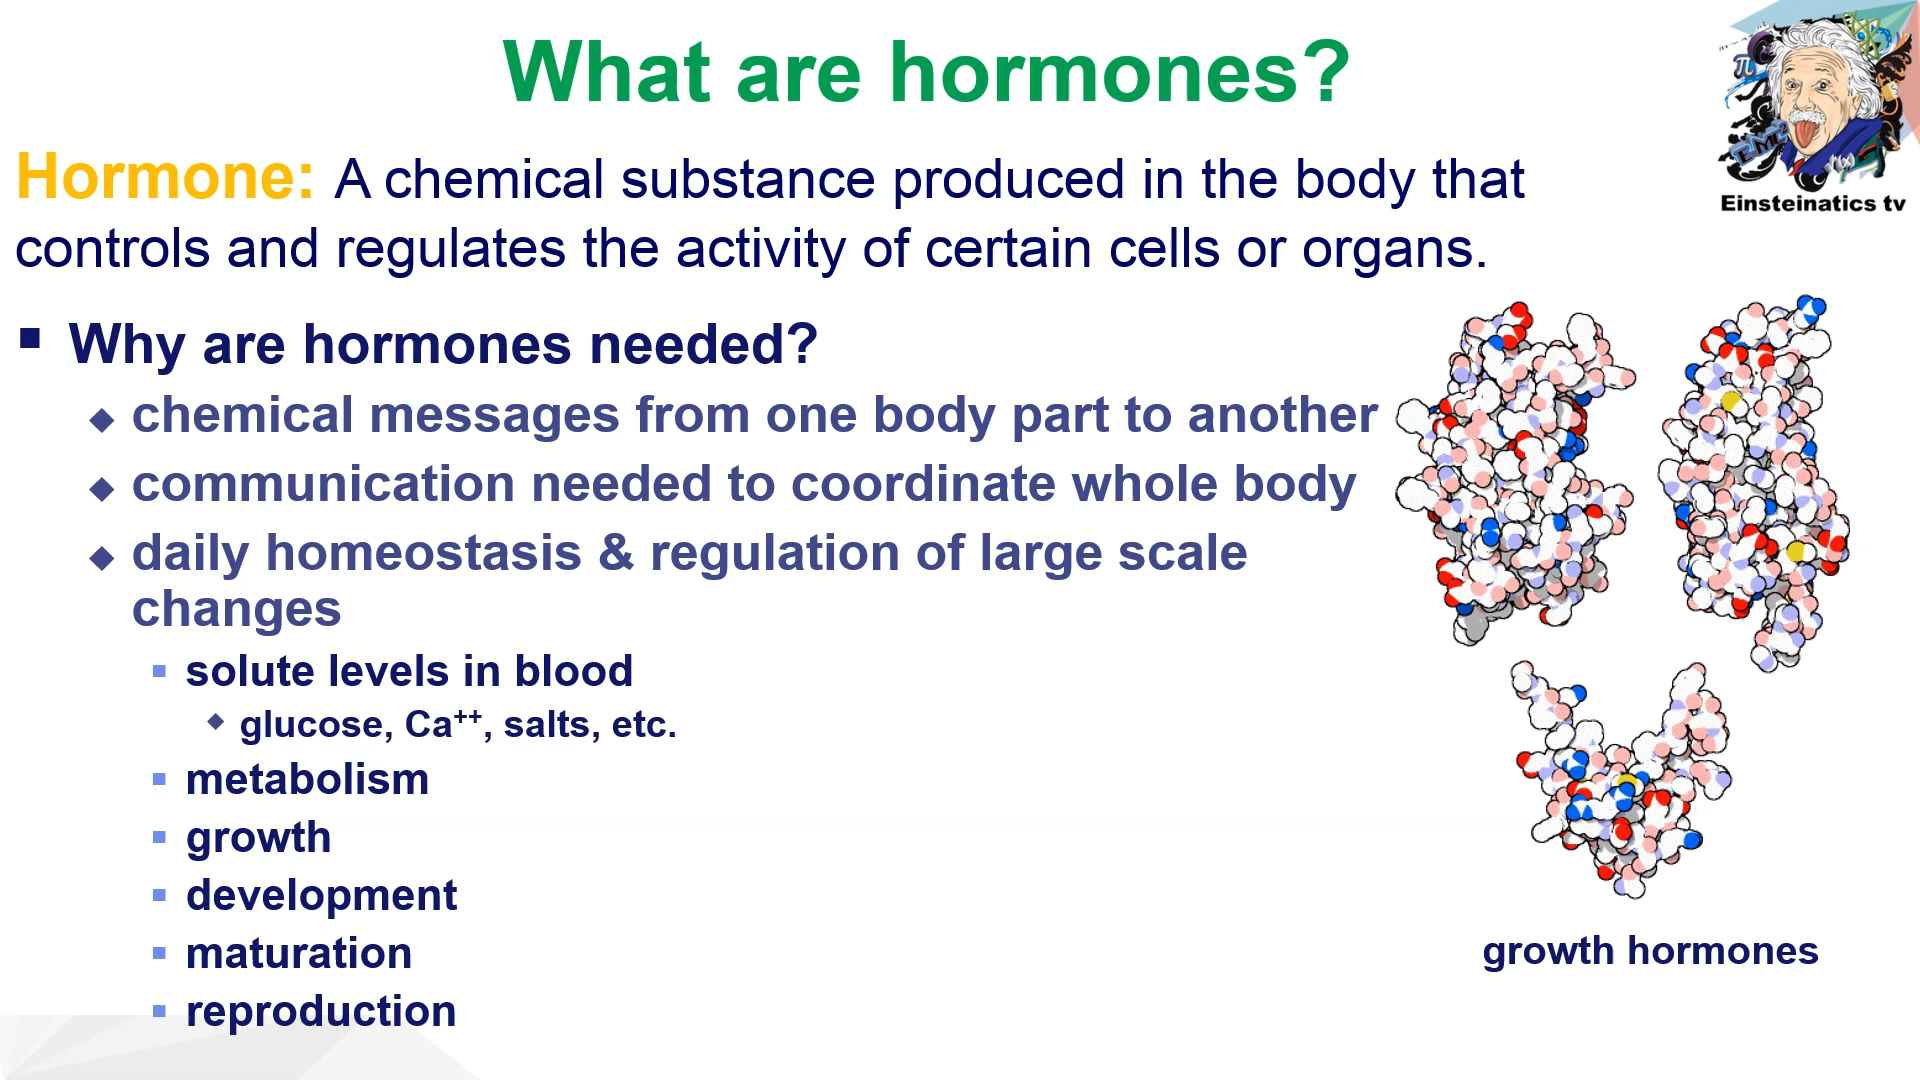 What are hormones?
Einsteinatics tv
Hormone: A chemical substance produced in the body that
controls and regulates the activity of certain cells or organs.
▪ Why are hormones needed?
◆ chemical messages from one body part to another
◆ communication needed to coordinate whole body
◆ daily homeostasis & regulation of large scale
changes
▪ solute levels in blood
◆ glucose, Ca⁺⁺, salts, etc.
▪ metabolism
▪ growth
▪ development
▪ maturation
▪ reproduction
growth hormones